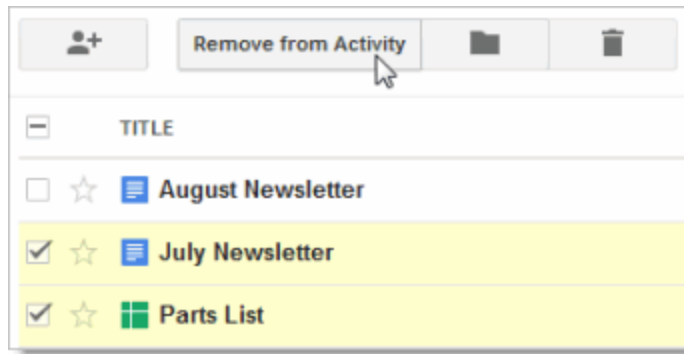 Remove from Activity
TITLE
August Newsletter
July Newsletter
Parts List